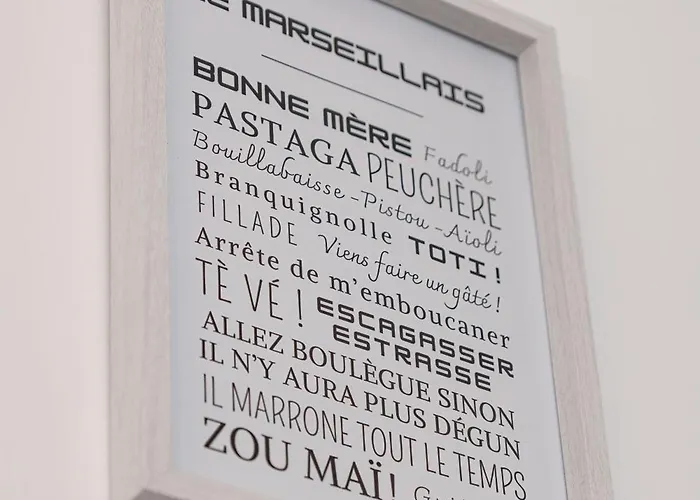 LE MARSEILLAIS
BONNE MÈRE Fadoli
PASTAGA PEUCHÈRE
Bouillabaisse - Pistou - Aïoli
Branquignolle TOTI !
FILLADE Viens faire un gâté !
Arrête de m'emboucaner
TÈ VÉ ! ESCAGASSER
ESTRASSE
ALLEZ BOULÈGUE SINON
IL N'Y AURA PLUS DÉGUN
IL MARRONE TOUT LE TEMPS
ZOU MAÏ !